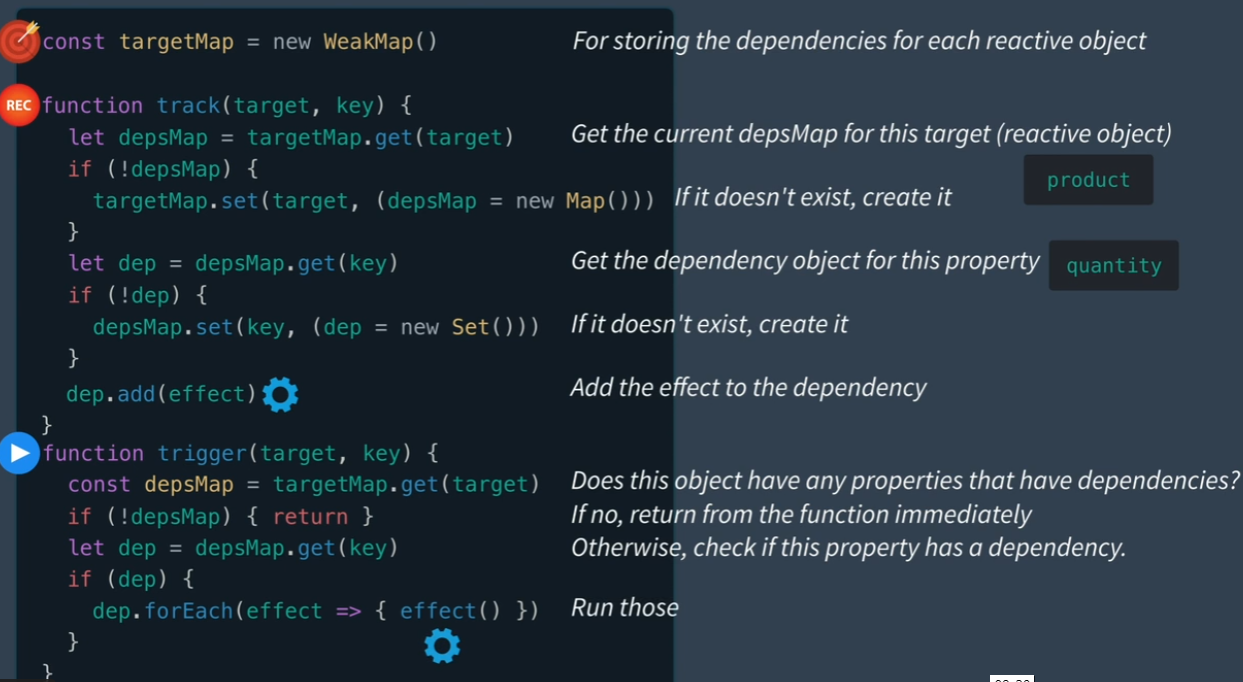 const targetMap = new WeakMap() For storing the dependencies for each reactive object
REC function track(target, key) {
let depsMap = targetMap.get(target) Get the current depsMap for this target (reactive object)
product
if (!depsMap) {
targetMap.set(target, (depsMap = new Map())) If it doesn't exist, create it
}
let dep = depsMap.get(key) Get the dependency object for this property quantity
if (!dep) {
depsMap.set(key, (dep = new Set())) If it doesn't exist, create it
}
dep.add(effect) Add the effect to the dependency
}
function trigger(target, key) {
const depsMap = targetMap.get(target) Does this object have any properties that have dependencies?
if (!depsMap) { return } If no, return from the function immediately
let dep = depsMap.get(key) Otherwise, check if this property has a dependency.
if (dep) {
dep.forEach(effect => { effect() }) Run those
}
}